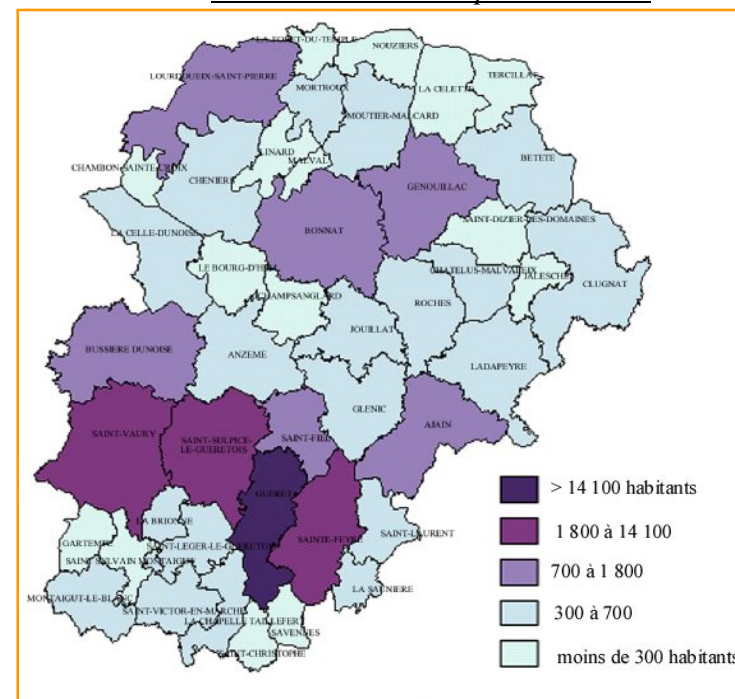 LA FORET-DU-TEMPLE
NOUZIERS
LOURDOUEIX-SAINT-PIERRE
TERCILLAT
MORTROUX
LA CELETTE
MOUTIER-MALCARD
LINARD
MALVAL
BETETE
CHAMBON-SAINTE-CROIX
CHENIERS
GENOUILLAC
SAINT-DIZIER-LES-DOMAINES
BONNAT
LA CELLE-DUNOISE
LE BOURG-D'HEM
CHATELUS-MALVALEIX
JALESCHES
CLUGNAT
CHAMPSANGLARD
ROCHES
JOUILLAT
BUSSIERE DUNOISE
ANZEME
LADAPEYRE
GLENIC
AJAIN
SAINT-VAURY
SAINT-SULPICE-
LE-GUERETOIS
SAINT-FIEL
> 14 100 habitants
GUERET
LA BRIONNE
1 800 à 14 100
SAINT-LAURENT
GARTEMPE
SAINT-LEGER-LE-GUERETOIS
SAINTE-FEYRE
SAINT SYLVAIN MONTAIGUT
700 à 1 800
LA SAUNIERE
MONTAIGUT-LE-BLANC
SAINT-VICTOR-EN-MARCHE
300 à 700
LA CHAPELLE TAILLEFERT
SAVENNES
SAINT-CHRISTOPHE
moins de 300 habitants